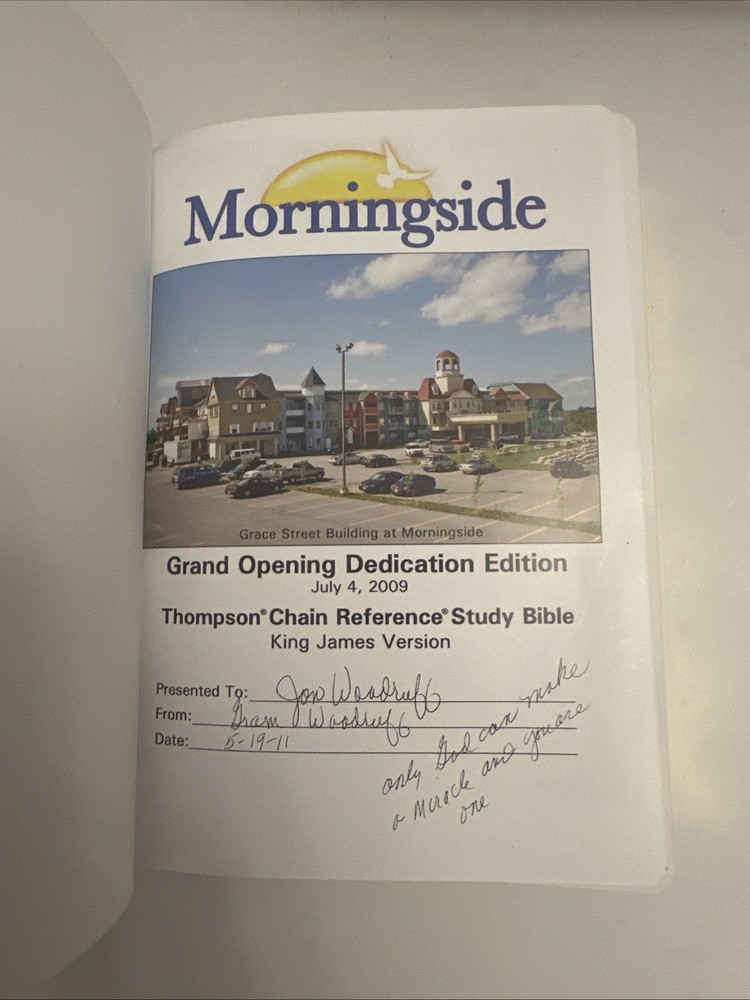 Morningside
Grace Street Building at Morningside
Grand Opening Dedication Edition
July 4, 2009
Thompson® Chain Reference® Study Bible
King James Version
Presented To: Jon Woodruff
From: Gram Woodruff
Date: 5-19-11
only God can make
a miracle and you are
one